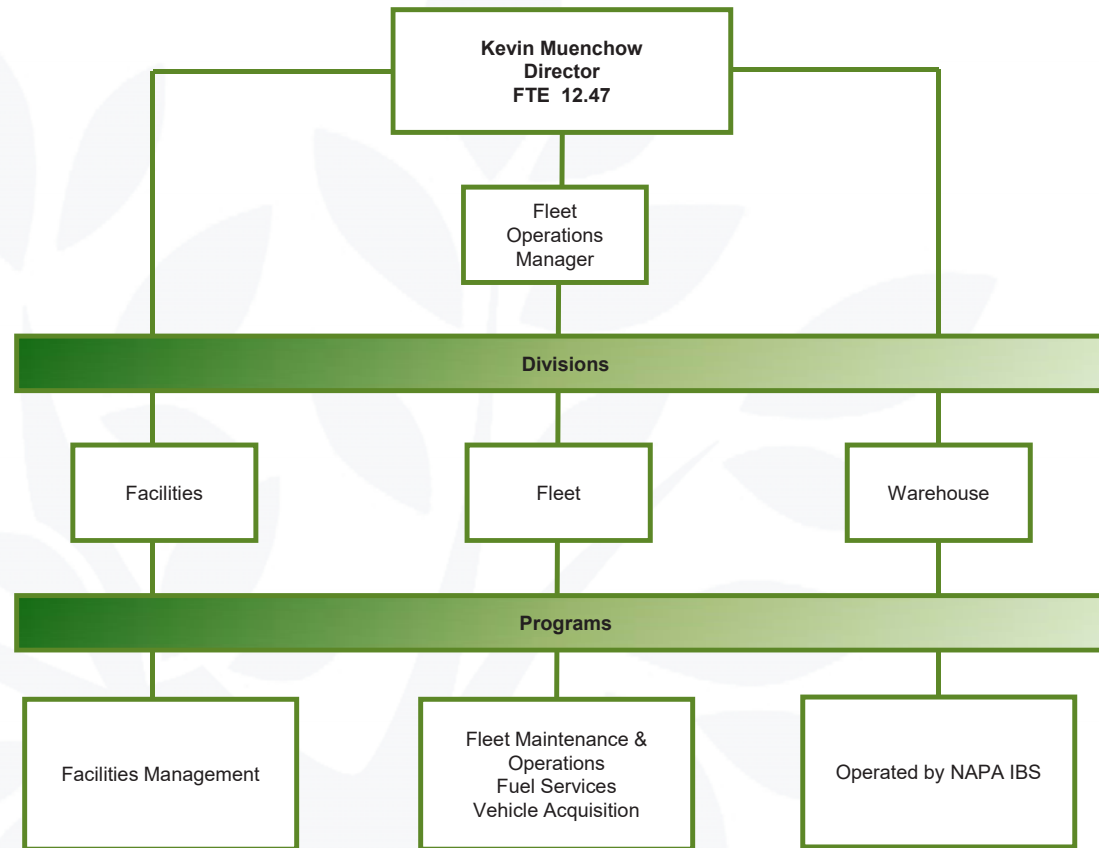 Kevin Muenchow
Director
FTE 12.47
Fleet
Operations
Manager
Divisions
Facilities
Fleet
Warehouse
Programs
Facilities Management
Fleet Maintenance &
Operations
Fuel Services
Vehicle Acquisition
Operated by NAPA IBS